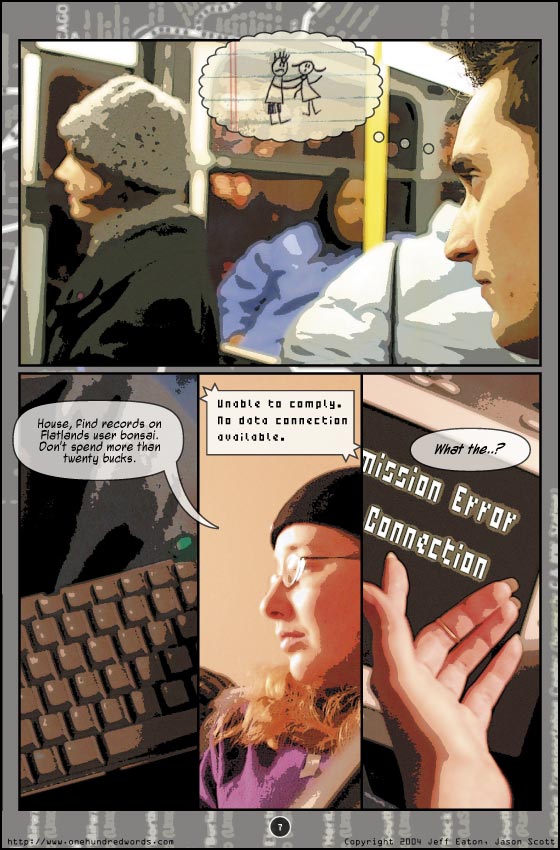 House, find records on
Flatlands user bonsai.
Don't spend more than
twenty bucks.
Unable to comply.
No data connection
available.
What the..?
mission Error
Connection
7
http://www.onehundredwords.com
Copyright 2004 Jeff Eaton, Jason Scott